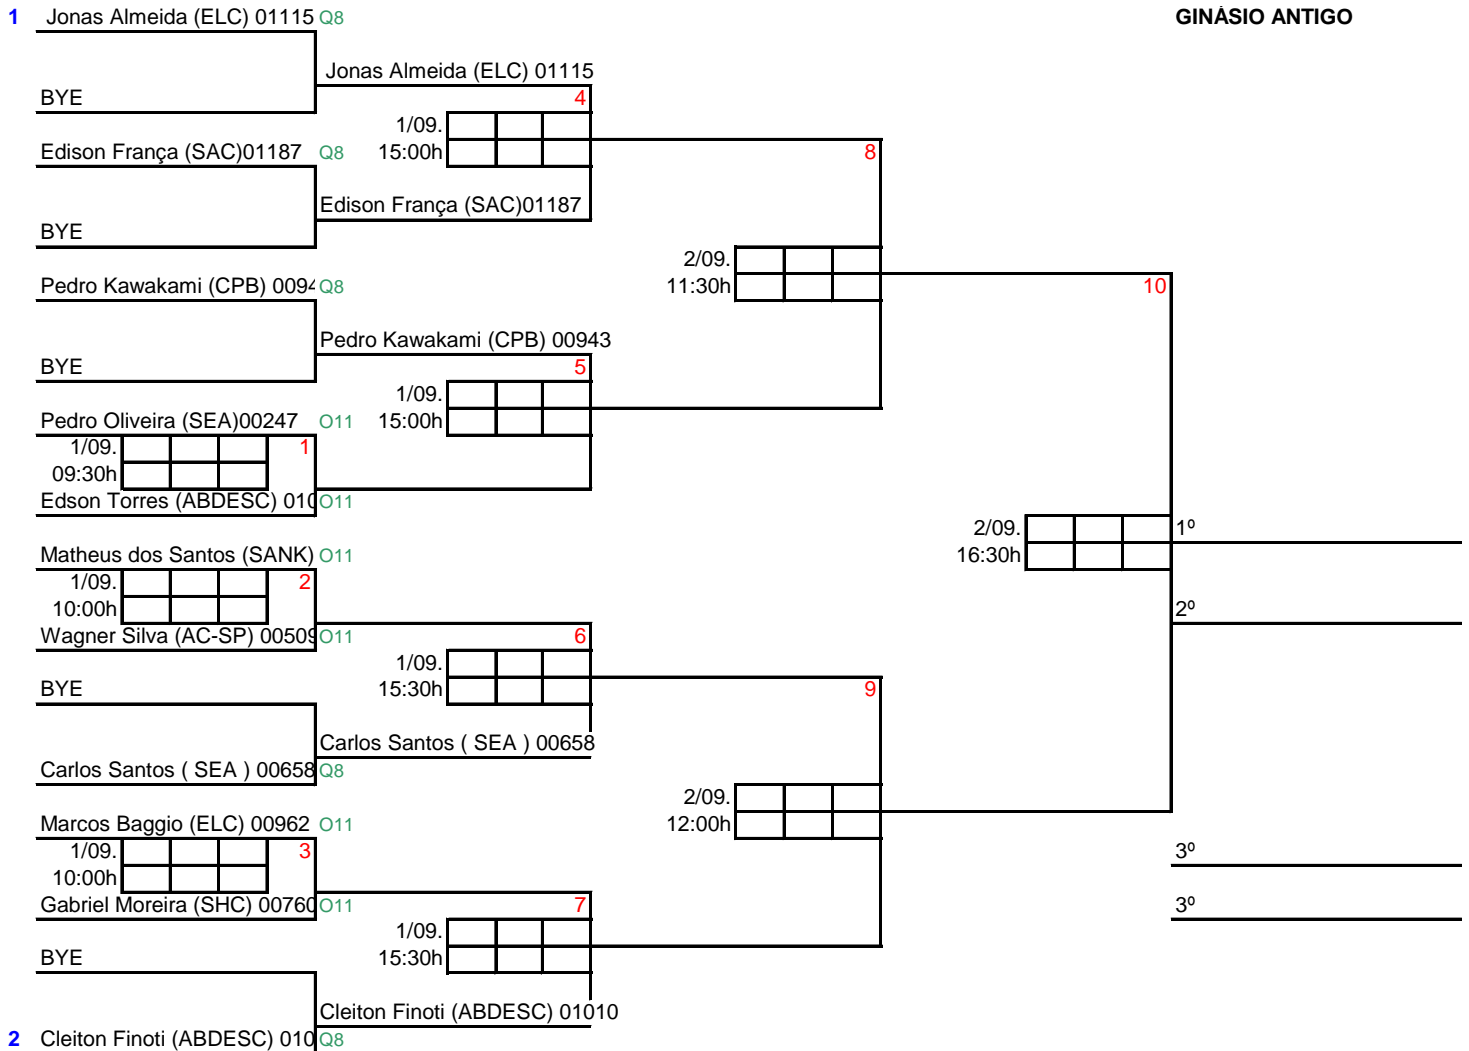 1 Jonas Almeida (ELC) 01115 Q8 GINÁSIO ANTIGO
Jonas Almeida (ELC) 01115
BYE 4
1/09.
Edison França (SAC)01187 Q8 15:00h 8
Edison França (SAC)01187
BYE
2/09.
Pedro Kawakami (CPB) 0094 Q8 11:30h 10
Pedro Kawakami (CPB) 00943
BYE 5
1/09.
Pedro Oliveira (SEA)00247 O11 15:00h
1/09. 1
09:30h
Edson Torres (ABDESC) 010 O11
2/09. 1º
Matheus dos Santos (SANK) O11 16:30h
1/09. 2
10:00h 2º
Wagner Silva (AC-SP) 00509 O11 6
1/09.
BYE 15:30h 9
Carlos Santos ( SEA ) 00658
Carlos Santos ( SEA ) 00658 Q8
2/09.
Marcos Baggio (ELC) 00962 O11 12:00h
1/09. 3 3º
10:00h
Gabriel Moreira (SHC) 00760 O11 7 3º
1/09.
BYE 15:30h
Cleiton Finoti (ABDESC) 01010
2 Cleiton Finoti (ABDESC) 010 Q8